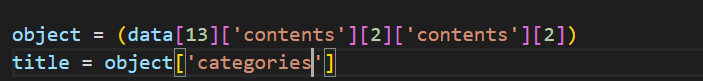 object = (data[13]['contents'][2]['contents'][2])
title = object['categories']